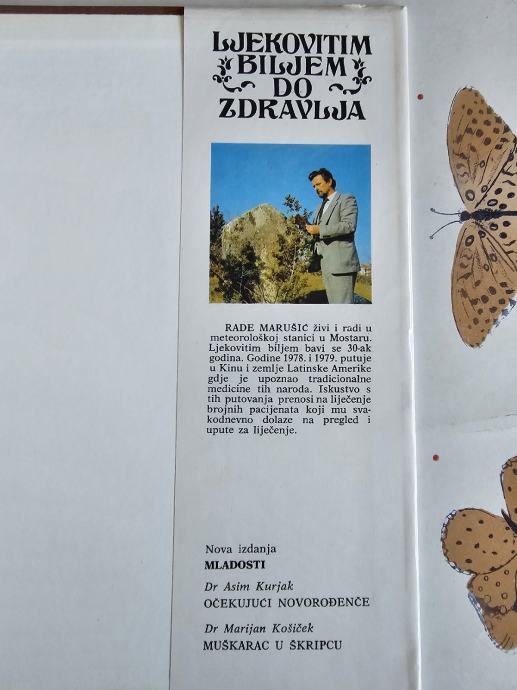 LJEKOVITIM
BILJEM
DO
ZDRAVLJA
RADE MARUŠIĆ živi i radi u
meteorološkoj stanici u Mostaru.
Ljekovitim biljem bavi se 30-ak
godina. Godine 1978. i 1979. putuje
u Kinu i zemlje Latinske Amerike
gdje je upoznao tradicionalne
medicine tih naroda. Iskustvo s
tih putovanja prenosi na liječenje
brojnih pacijenata koji mu sva-
kodnevno dolaze na pregled i
upute za liječenje.
Nova izdanja
MLADOSTI
Dr Asim Kurjak
OČEKUJUĆI NOVOROĐENČE
Dr Marijan Košiček
MUŠKARAC U ŠKRIPCU